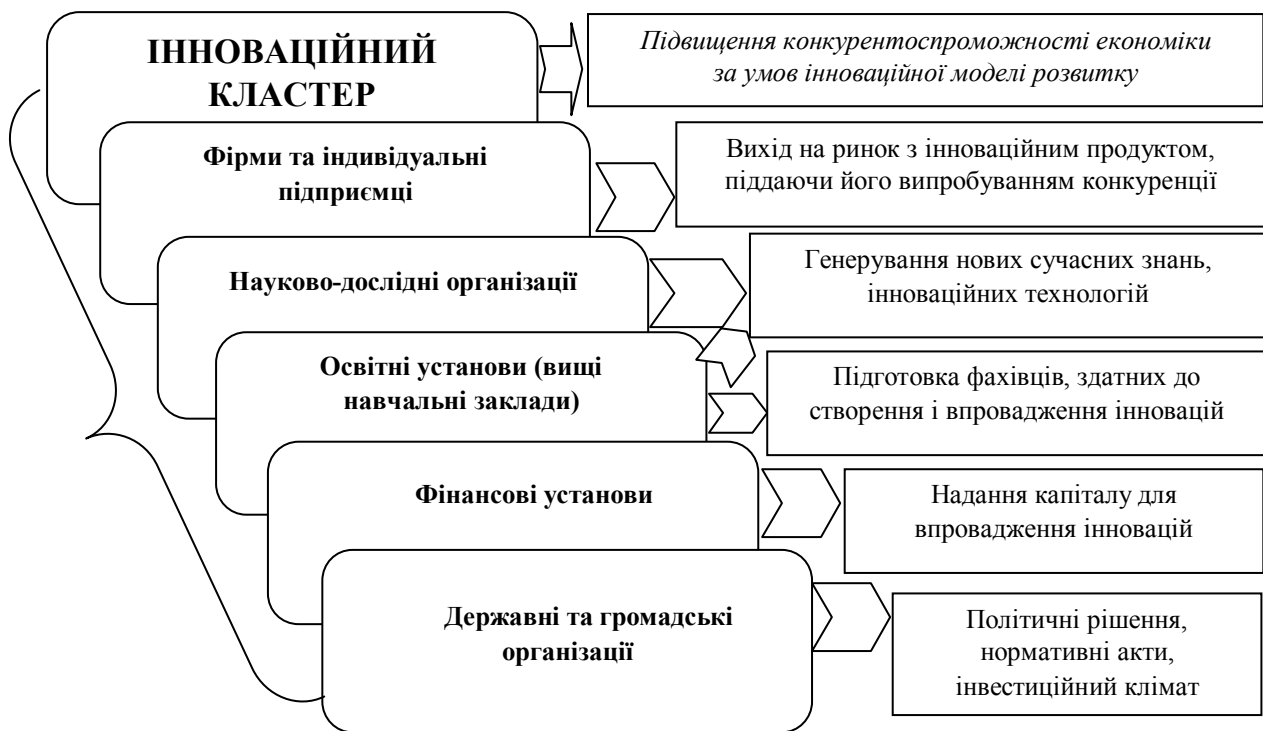 ІННОВАЦІЙНИЙ
КЛАСТЕР
Підвищення конкурентоспроможності економіки
за умов інноваційної моделі розвитку
Фірми та індивідуальні
підприємці
Вихід на ринок з інноваційним продуктом,
піддаючи його випробуванням конкуренції
Науково-дослідні організації
Генерування нових сучасних знань,
інноваційних технологій
Освітні установи (вищі
навчальні заклади)
Підготовка фахівців, здатних до
створення і впровадження інновацій
Фінансові установи
Надання капіталу для
впровадження інновацій
Державні та громадські
організації
Політичні рішення,
нормативні акти,
інвестиційний клімат